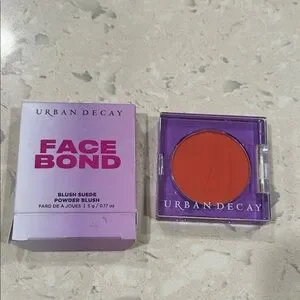 URBAN DECAY
FACE
BOND
BLUSH SUEDE
POWDER BLUSH
FARD DE À JOUES | 5 g / 0.17 oz
URBAN DECAY